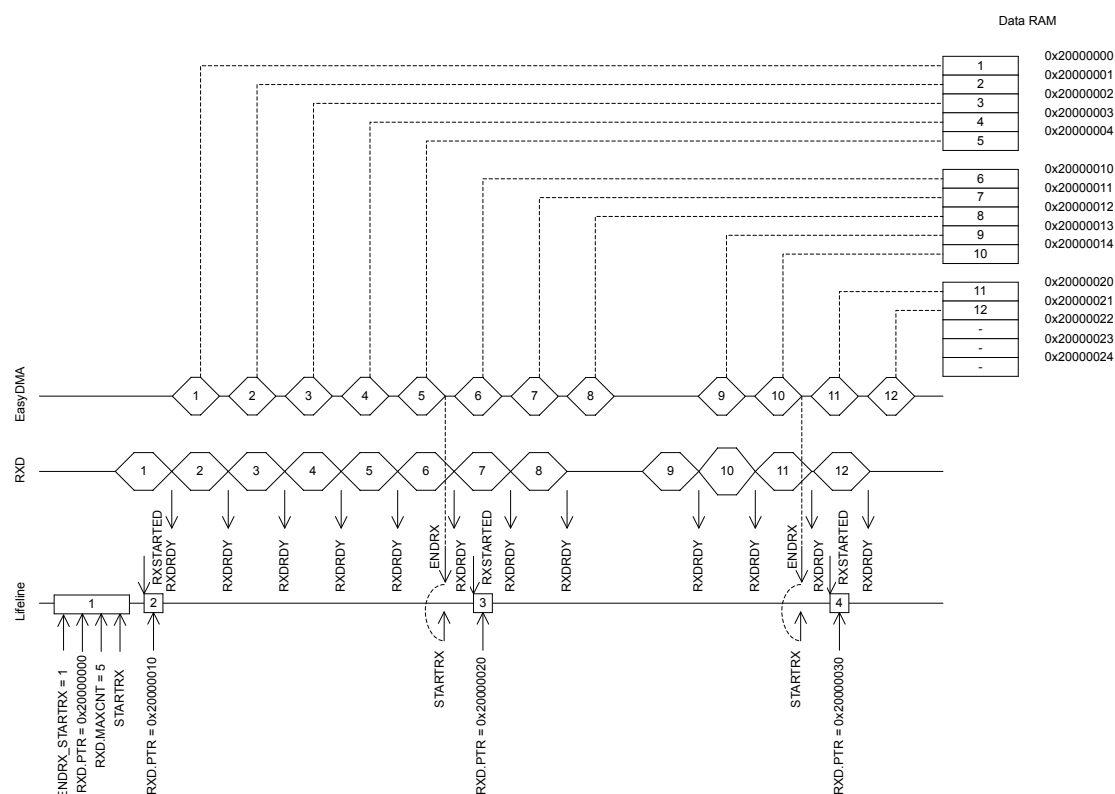 Data RAM
1 0x20000000
2 0x20000001
3 0x20000002
4 0x20000003
5 0x20000004
6 0x20000010
7 0x20000011
8 0x20000012
9 0x20000013
10 0x20000014
11 0x20000020
12 0x20000021
- 0x20000022
- 0x20000023
- 0x20000024
EasyDMA
1 2 3 4 5 6 7 8 9 10 11 12
RXD
1 2 3 4 5 6 7 8 9 10 11 12
RXSTARTED
RXDRDY
RXDRDY
RXDRDY
RXDRDY
RXDRDY
ENDRX
RXDRDY
RXSTARTED
RXDRDY
RXDRDY
RXDRDY
RXDRDY
ENDRX
RXDRDY
RXSTARTED
RXDRDY
Lifeline
1 2 3 4
ENDRX_STARTRX = 1
RXD.PTR = 0x20000000
RXD.MAXCNT = 5
STARTRX
RXD.PTR = 0x20000010
STARTRX
RXD.PTR = 0x20000020
STARTRX
RXD.PTR = 0x20000030